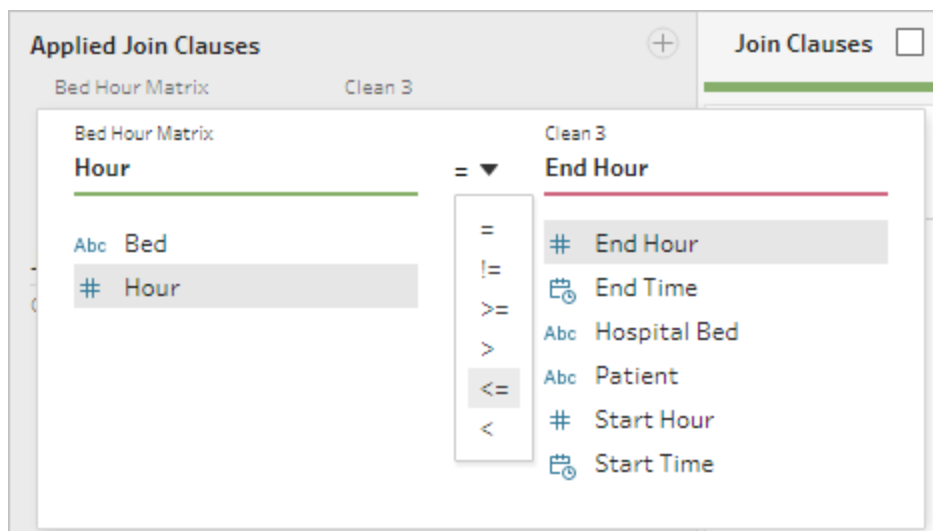 Applied Join Clauses
Join Clauses
Bed Hour Matrix Clean 3
Bed Hour Matrix Clean 3
Hour = End Hour
Abc Bed
# Hour
=
!=
>=
>
<=
<
# End Hour
End Time
Abc Hospital Bed
Abc Patient
# Start Hour
Start Time